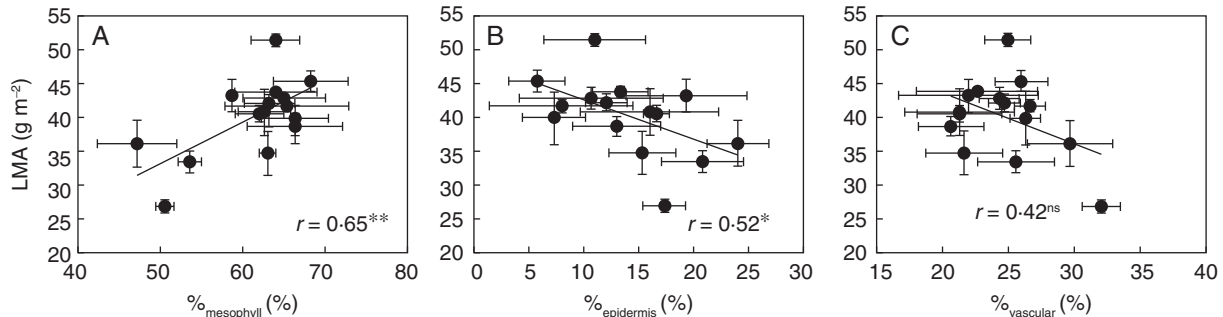 A
B
C
LMA (g m⁻²)
55
50
45
40
35
30
25
20
r = 0·65**
40 50 60 70 80
%mesophyll (%)
55
50
45
40
35
30
25
20
r = 0·52*
0 5 10 15 20 25 30
%epidermis (%)
55
50
45
40
35
30
25
20
r = 0·42ns
15 20 25 30 35 40
%vascular (%)